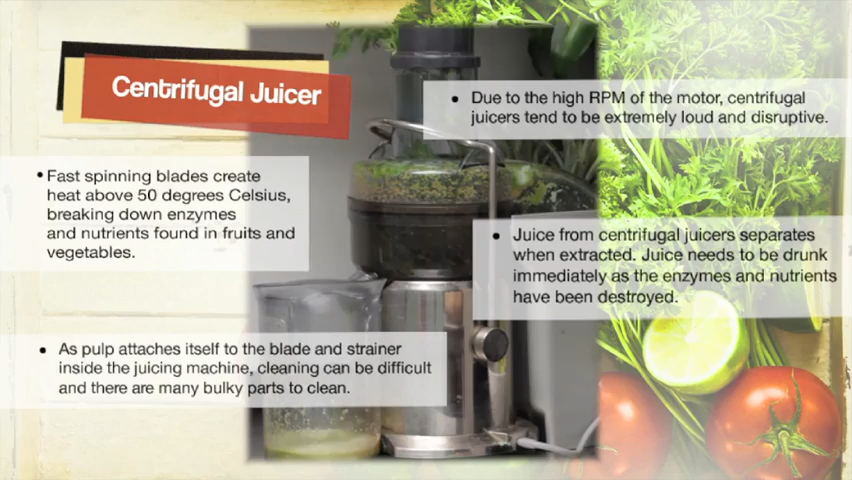 Centrifugal Juicer
• Due to the high RPM of the motor, centrifugal
juicers tend to be extremely loud and disruptive.
• Fast spinning blades create
heat above 50 degrees Celsius,
breaking down enzymes
and nutrients found in fruits and
vegetables.
• Juice from centrifugal juicers separates
when extracted. Juice needs to be drunk
immediately as the enzymes and nutrients
have been destroyed.
• As pulp attaches itself to the blade and strainer
inside the juicing machine, cleaning can be difficult
and there are many bulky parts to clean.